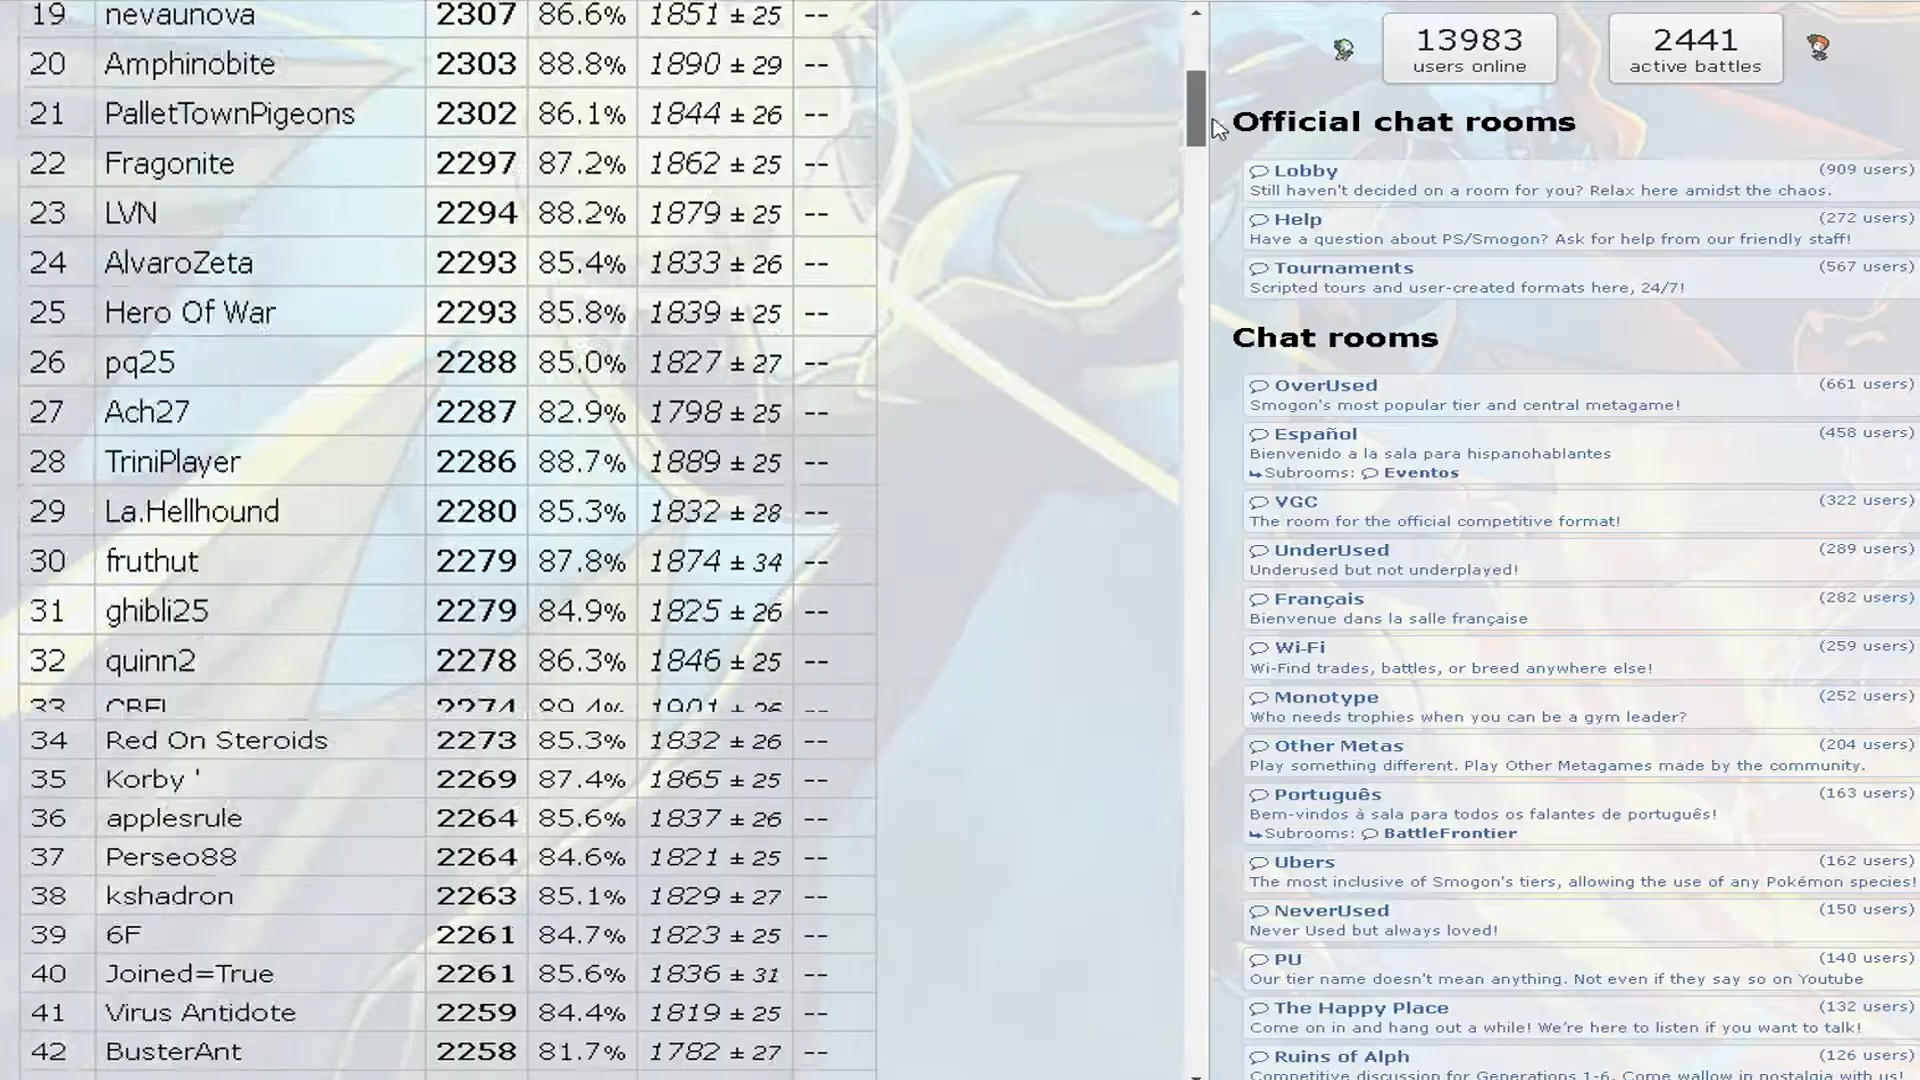 19 nevaunova 2307 86.6% 1851 ± 25 --
20 Amphinobite 2303 88.8% 1890 ± 29 --
21 PalletTownPigeons 2302 86.1% 1844 ± 26 --
22 Fragonite 2297 87.2% 1862 ± 25 --
23 LVN 2294 88.2% 1879 ± 25 --
24 AlvaroZeta 2293 85.4% 1833 ± 26 --
25 Hero Of War 2293 85.8% 1839 ± 25 --
26 pq25 2288 85.0% 1827 ± 27 --
27 Ach27 2287 82.9% 1798 ± 25 --
28 TriniPlayer 2286 88.7% 1889 ± 25 --
29 La.Hellhound 2280 85.3% 1832 ± 28 --
30 fruthut 2279 87.8% 1874 ± 34 --
31 ghibli25 2279 84.9% 1825 ± 26 --
32 quinn2 2278 86.3% 1846 ± 25 --
33 2274
34 Red On Steroids 2273 85.3% 1832 ± 26 --
35 Korby ' 2269 87.4% 1865 ± 25 --
36 applesrule 2264 85.6% 1837 ± 26 --
37 Perseo88 2264 84.6% 1821 ± 25 --
38 kshadron 2263 85.1% 1829 ± 27 --
39 6F 2261 84.7% 1823 ± 25 --
40 Joined=True 2261 85.6% 1836 ± 31 --
41 Virus Antidote 2259 84.4% 1819 ± 25 --
42 BusterAnt 2258 81.7% 1782 ± 27 --
13983
users online
2441
active battles
Official chat rooms
Lobby (909 users)
Still haven't decided on a room for you? Relax here amidst the chaos.
Help (272 users)
Have a question about PS/Smogon? Ask for help from our friendly staff!
Tournaments (567 users)
Scripted tours and user-created formats here, 24/7!
Chat rooms
OverUsed (661 users)
Smogon's most popular tier and central metagame!
Español (458 users)
Bienvenido a la sala para hispanohablantes
Subrooms: Eventos
VGC (322 users)
The room for the official competitive format!
UnderUsed (289 users)
Underused but not underplayed!
Français (282 users)
Bienvenue dans la salle française
Wi-Fi (259 users)
Wi-Find trades, battles, or breed anywhere else!
Monotype (252 users)
Who needs trophies when you can be a gym leader?
Other Metas (204 users)
Play something different. Play Other Metagames made by the community.
Português (163 users)
Bem-vindos à sala para todos os falantes de português!
Subrooms: BattleFrontier
Ubers (162 users)
The most inclusive of Smogon's tiers, allowing the use of any Pokémon species!
NeverUsed (150 users)
Never Used but always loved!
PU (140 users)
Our tier name doesn't mean anything. Not even if they say so on Youtube
The Happy Place (132 users)
Come on in and hang out a while! We're here to listen if you want to talk!
Ruins of Alph (126 users)
Competitive discussion for Generations 1-6. Come wallow in nostalgia with us!